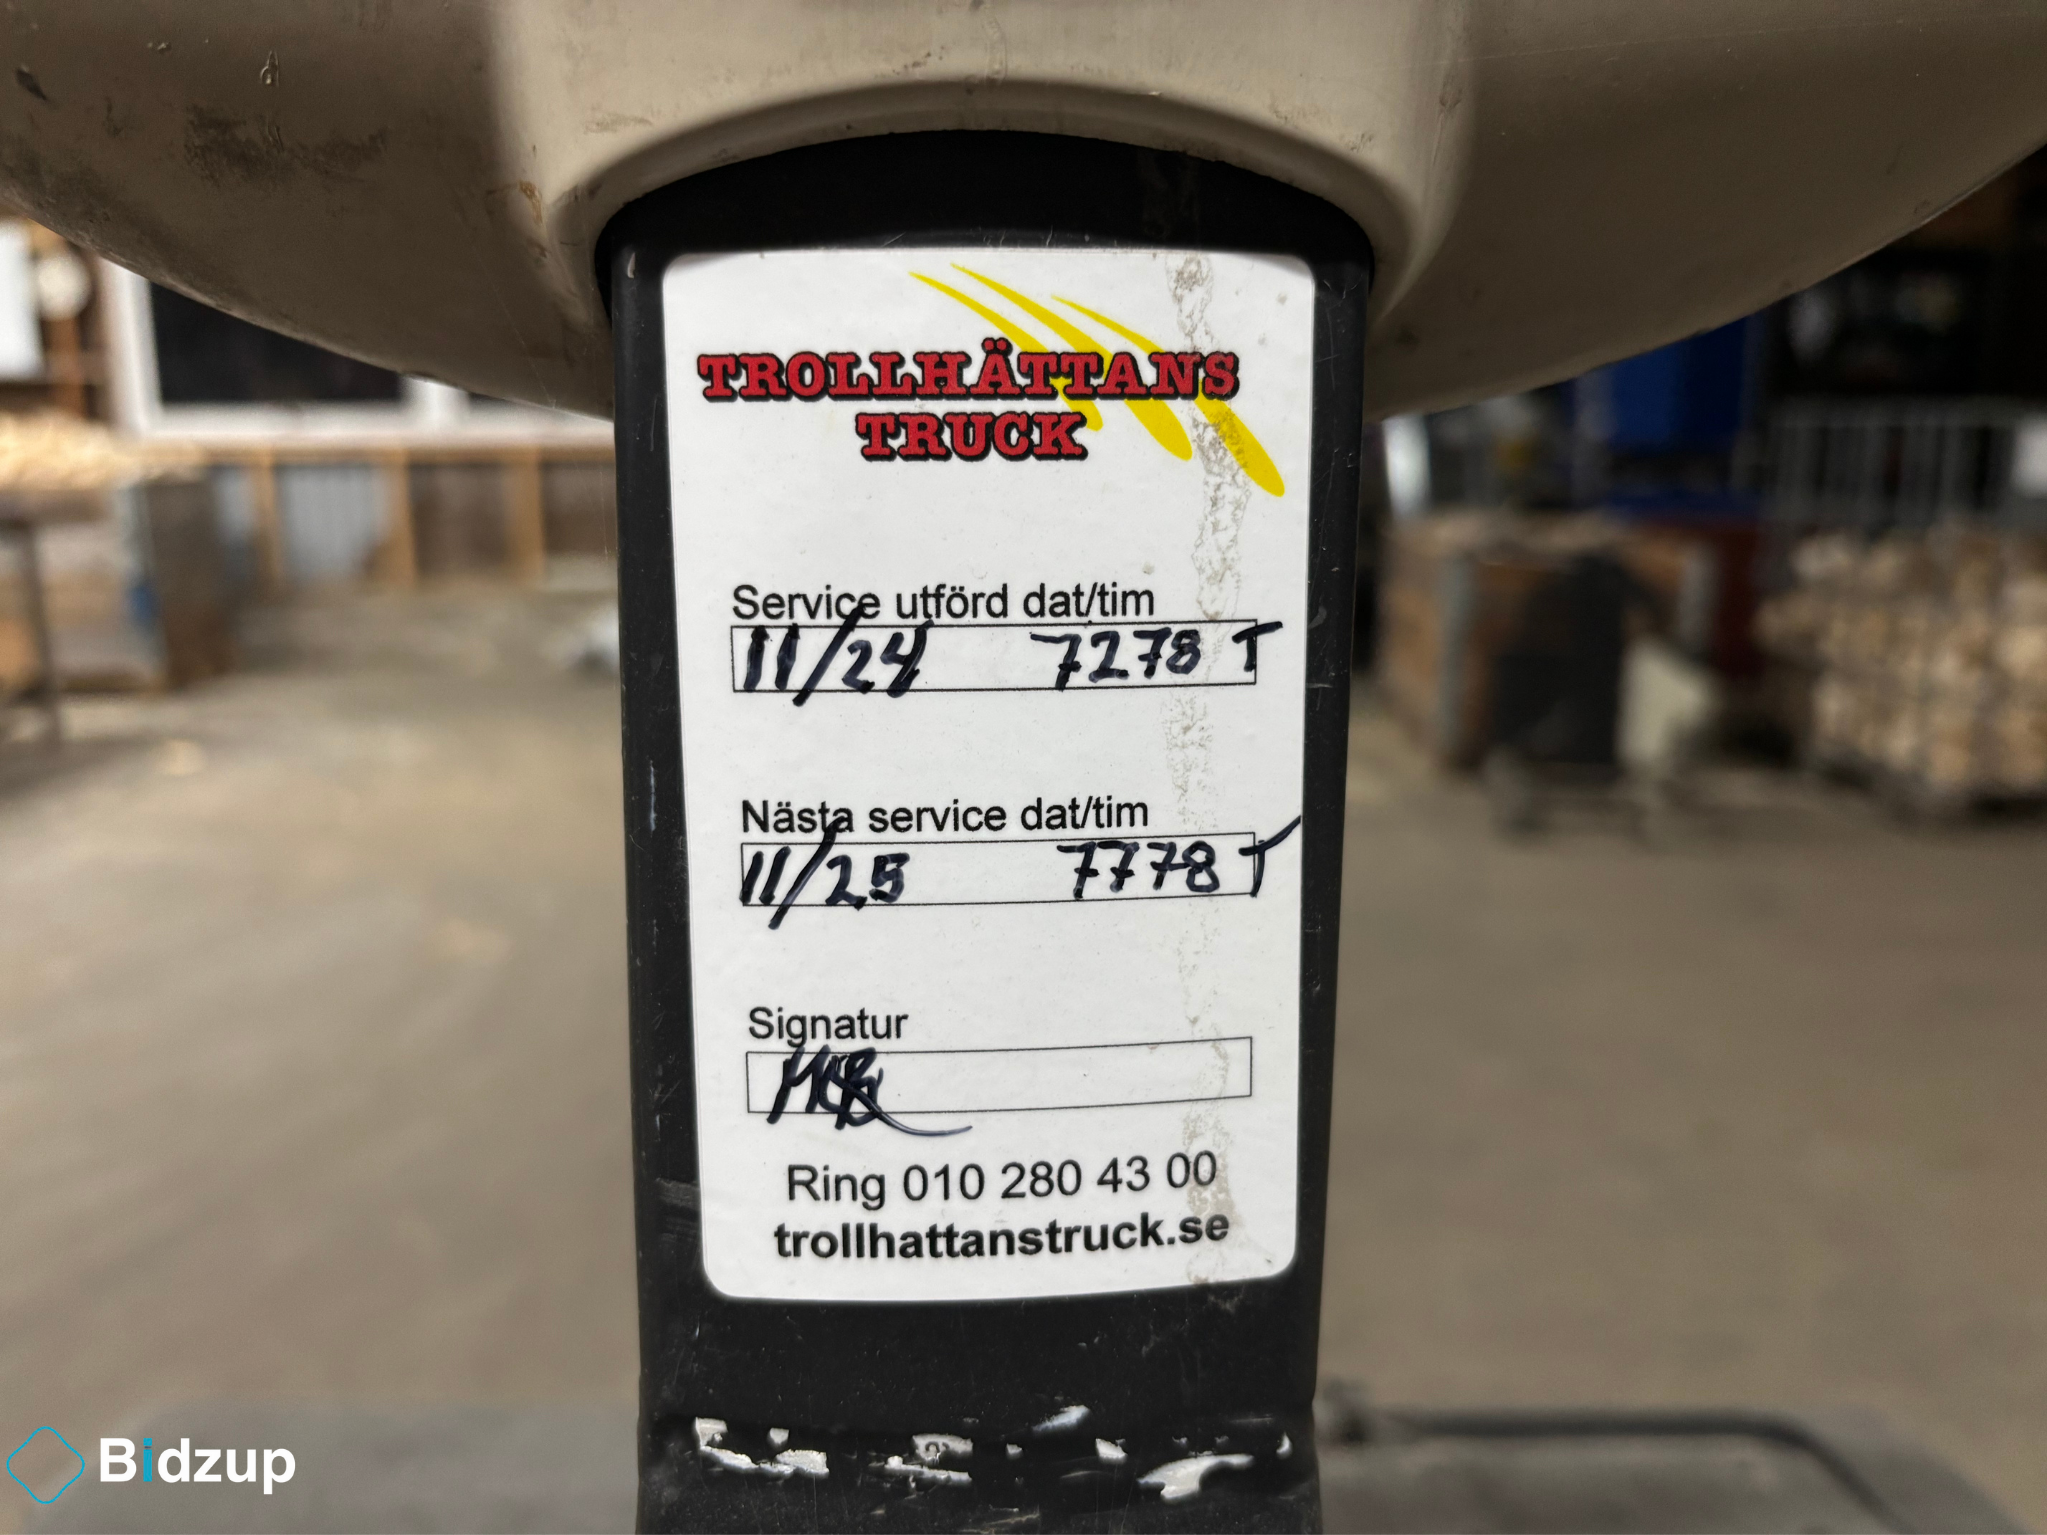 TROLLHÄTTANS
TRUCK
Service utförd dat/tim
11/24 7278 T
Nästa service dat/tim
11/25 7778 T
Signatur
Ring 010 280 43 00
trollhattanstruck.se
Bidzup